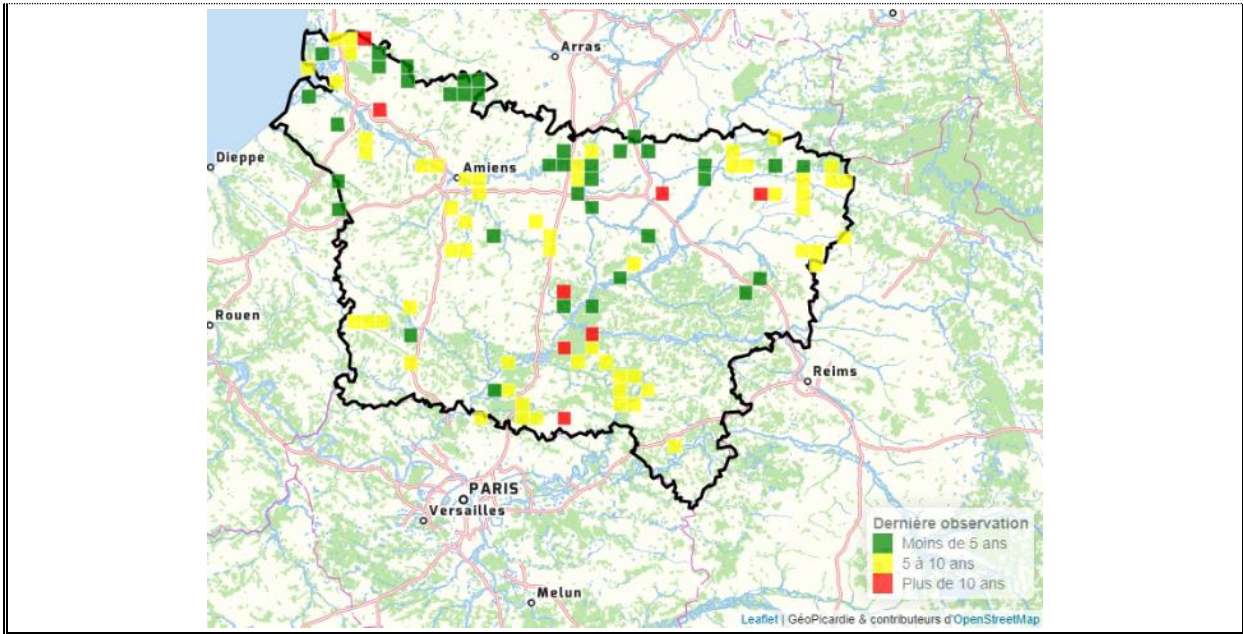 Arras
Dieppe
Amiens
Rouen
Reims
PARIS
Versailles
Dernière observation
Moins de 5 ans
5 à 10 ans
Plus de 10 ans
Melun
Leaflet | GéoPicardie & contributeurs d'OpenStreetMap